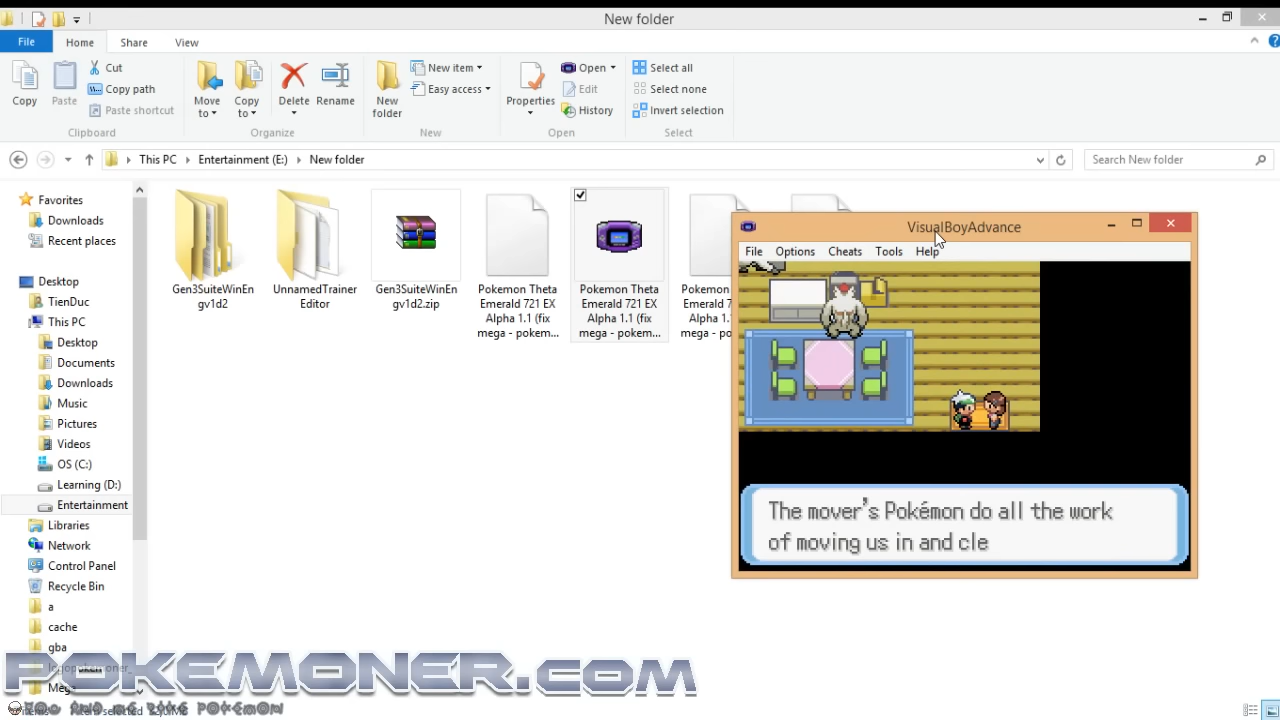 New folder
File Home Share View
Copy
Paste
Cut
Copy path
Paste shortcut
Clipboard
Move to
Copy to
Delete
Rename
Organize
New folder
New item
Easy access
New
Properties
Open
Edit
History
Open
Select all
Select none
Invert selection
Select
This PC Entertainment (E:) New folder
Search New folder
Favorites
Downloads
Recent places
Desktop
TienDuc
This PC
Desktop
Documents
Downloads
Music
Pictures
Videos
OS (C:)
Learning (D:)
Entertainment
Libraries
Network
Control Panel
Recycle Bin
a
cache
gba
Mega
Gen3SuiteWinEn
gv1d2
UnnamedTrainer
Editor
Gen3SuiteWinEn
gv1d2.zip
Pokemon Theta
Emerald 721 EX
Alpha 1.1 (fix
mega - pokem...
Pokemon Theta
Emerald 721 EX
Alpha 1.1 (fix
mega - pokem...
VisualBoyAdvance
File Options Cheats Tools Help
The mover's Pokémon do all the work
of moving us in and cle
POKEMONER.COM